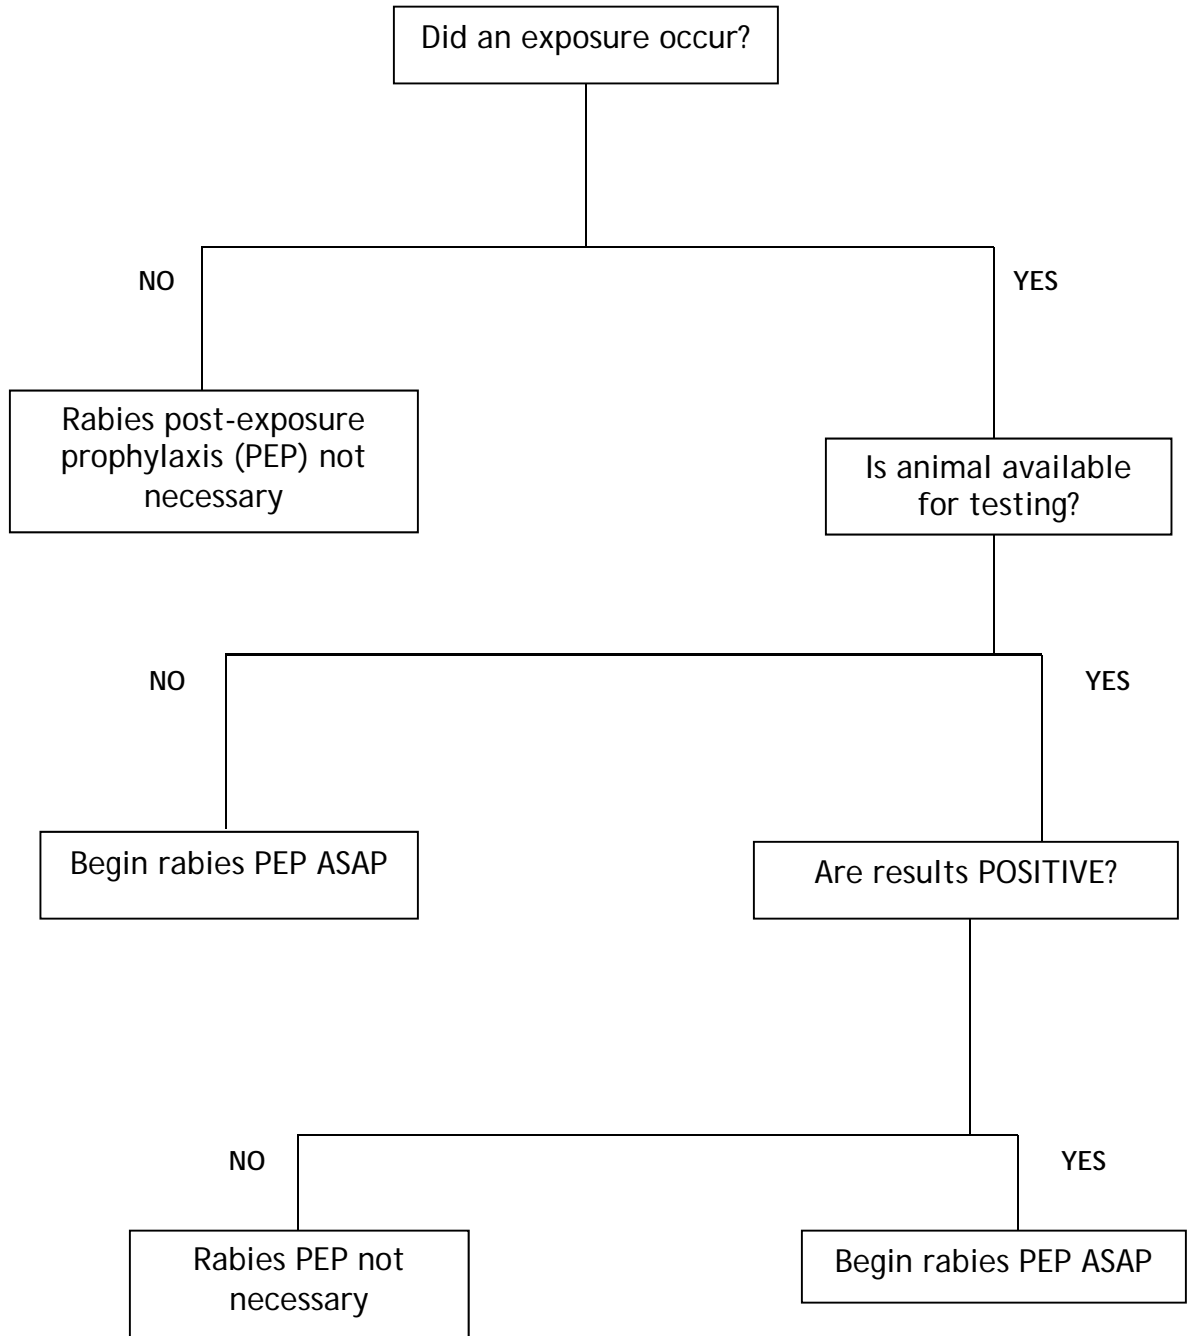 Did an exposure occur?
NO
YES
Rabies post-exposure
prophylaxis (PEP) not
necessary
Is animal available
for testing?
NO
YES
Begin rabies PEP ASAP
Are results POSITIVE?
NO
YES
Rabies PEP not
necessary
Begin rabies PEP ASAP